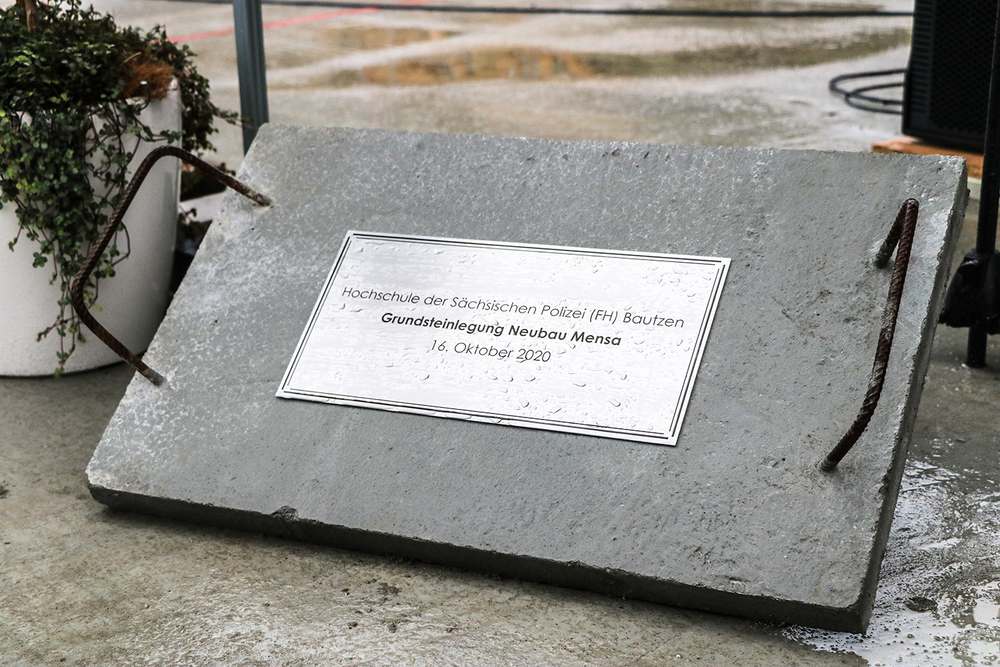 Hochschule der Sächsischen Polizei (FH) Bautzen
Grundsteinlegung Neubau Mensa
16. Oktober 2020